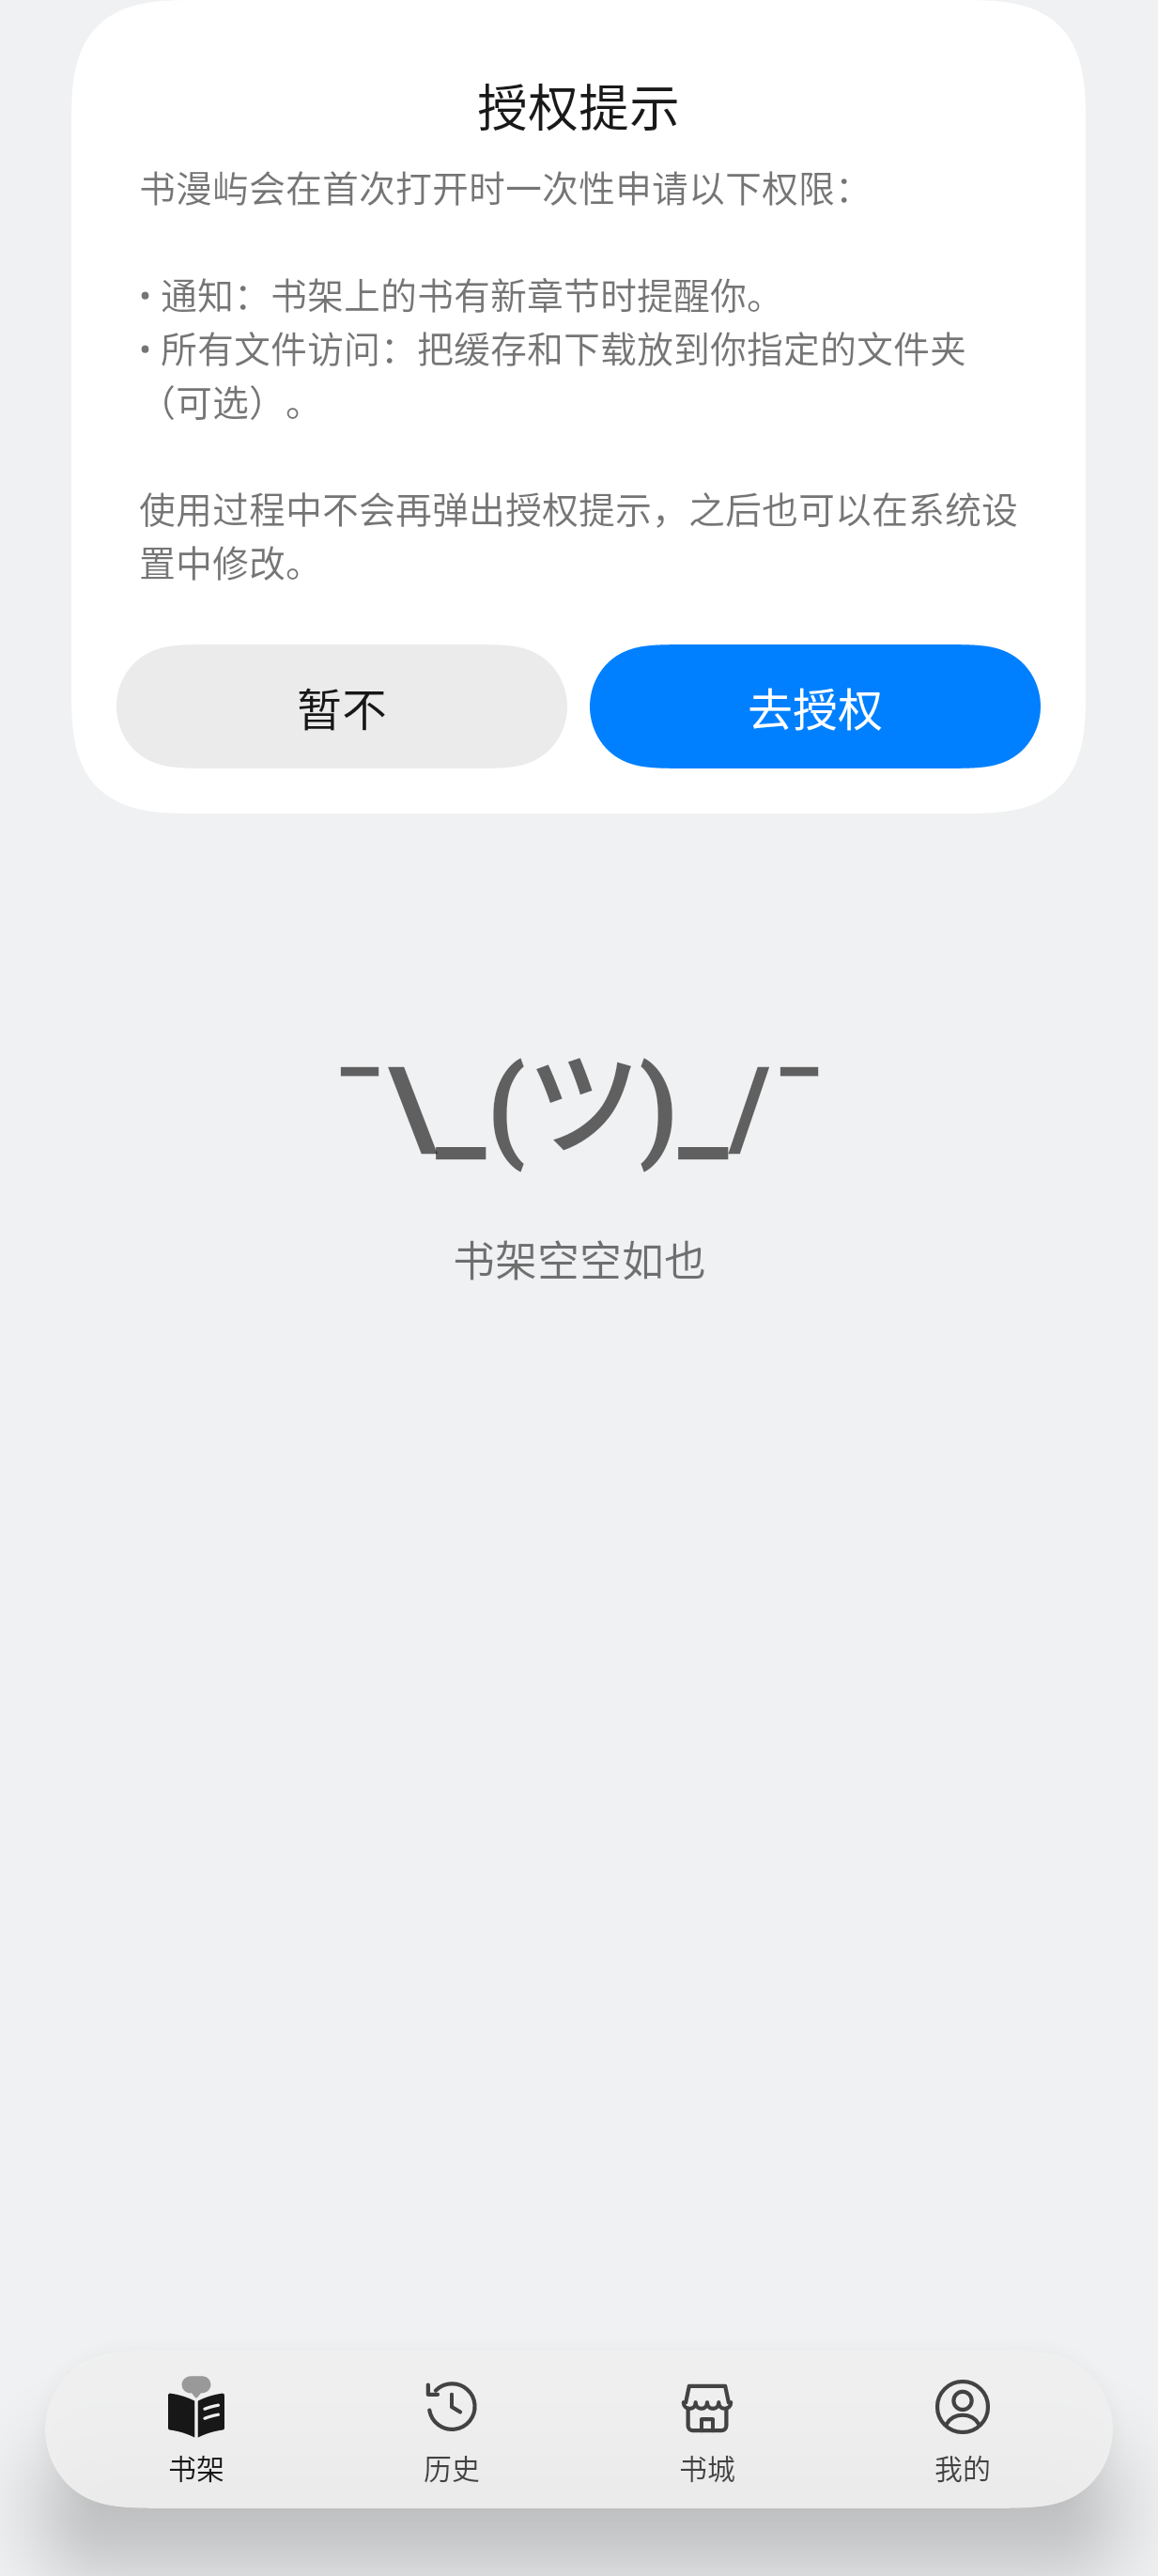 授权提示
书漫屿会在首次打开时一次性申请以下权限：
• 通知：书架上的书有新章节时提醒你。
• 所有文件访问：把缓存和下载放到你指定的文件夹
（可选）。
使用过程中不会再弹出授权提示，之后也可以在系统设
置中修改。
暂不
去授权
¯\_(ツ)_/¯
书架空空如也
书架
历史
书城
我的